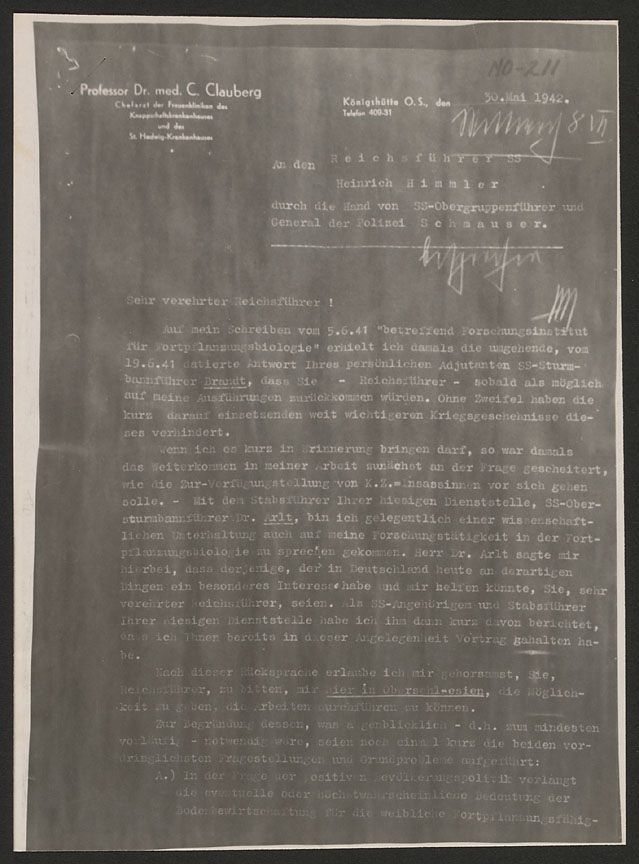 NO-211
Professor Dr. med. C. Clauberg
Chefarzt der Frauenkliniken des
Knappschaftskrankenhauses
und des
St. Hedwig-Krankenhauses
Königshütte O.S., den 30.Mai 1942.
Telefon 409-31
An den Reichsführer SS
Heinrich Himmler
durch die Hand von SS-Obergruppenführer und
General der Polizei Schmauser.
Sehr verehrter Reichsführer !
Auf mein Schreiben vom 5.6.41 "betreffend Forschungsinstitut
für Fortpflanzungsbiologie" erhielt ich damals die umgehende, vom
19.6.41 datierte Antwort Ihres persönlichen Adjutanten SS-Sturm-
bannführer Brandt, dass Sie - Reichsführer - sobald als möglich
auf meine Ausführungen zurückkommen würden. Ohne Zweifel haben die
kurz darauf einsetzenden weit wichtigeren Kriegsgeschehnisse die-
ses verhindert.
Wenn ich es kurz in Erinnerung bringen darf, so war damals
das Weiterkommen in meiner Arbeit zunächst an der Frage gescheitert,
wie die Zur-Verfügungstellung von K.Z.=Insassinnen vor sich gehen
solle. - Mit dem Stabsführer Ihrer hiesigen Dienststelle, SS-Ober-
sturmbannführer Dr. Arlt, bin ich gelegentlich einer wissenschaft-
lichen Unterhaltung auch auf meine Forschungstätigkeit in der Fort-
pflanzungsbiologie zu sprechen gekommen. Herr Dr. Arlt sagte mir
hierbei, dass derjenige, der in Deutschland heute an derartigen
Dingen ein besonderes Interesse habe und mir helfen könnte, Sie, sehr
verehrter Reichsführer, seien. Als SS-Angehörigem und Stabsführer
Ihrer hiesigen Dienststelle habe ich ihm dann kurz davon berichtet,
dass ich Ihnen bereits in dieser Angelegenheit Vortrag gahalten ha-
be.
Nach dieser Rücksprache erlaube ich mir gehorsamst, Sie,
Reichsführer, zu bitten, mir hier in Oberschlesien, die Möglich-
keit zu geben, die Arbeiten durchführen zu können.
Zur Begründung dessen, was augenblicklich - d.h. zum mindesten
vorläufig - notwendig wäre, seien noch einmal kurz die beiden vor-
dringlichsten Fragestellungen und Grundprobleme aufgeführt:
A.) In der Frage der positiven Bevölkerungspolitik verlangt
die eventuelle oder höchstwahrscheinliche Bedeutung der
Bodenbewirtschaftung für die weibliche Fortpflanzungsfähig-